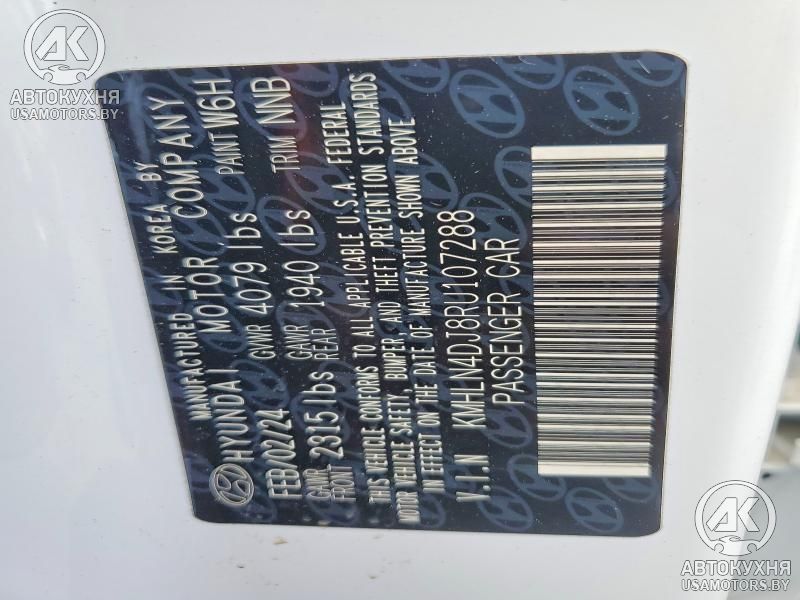 АК
АВТОКУХНЯ
USAMOTORS.BY
MANUFACTURED IN KOREA BY
HYUNDAI MOTOR COMPANY
FEB/02/24 GVWR 4079 lbs PAINT W6H
GAWR FRONT 2315 lbs GAWR REAR 1940 lbs TRIM NNB
THIS VEHICLE CONFORMS TO ALL APPLICABLE U.S.A. FEDERAL
MOTOR VEHICLE SAFETY, BUMPER, AND THEFT PREVENTION STANDARDS
IN EFFECT ON THE DATE OF MANUFACTURE SHOWN ABOVE
V.I.N KMHLN4DJ8RU107288
PASSENGER CAR
АК
АВТОКУХНЯ
USAMOTORS.BY